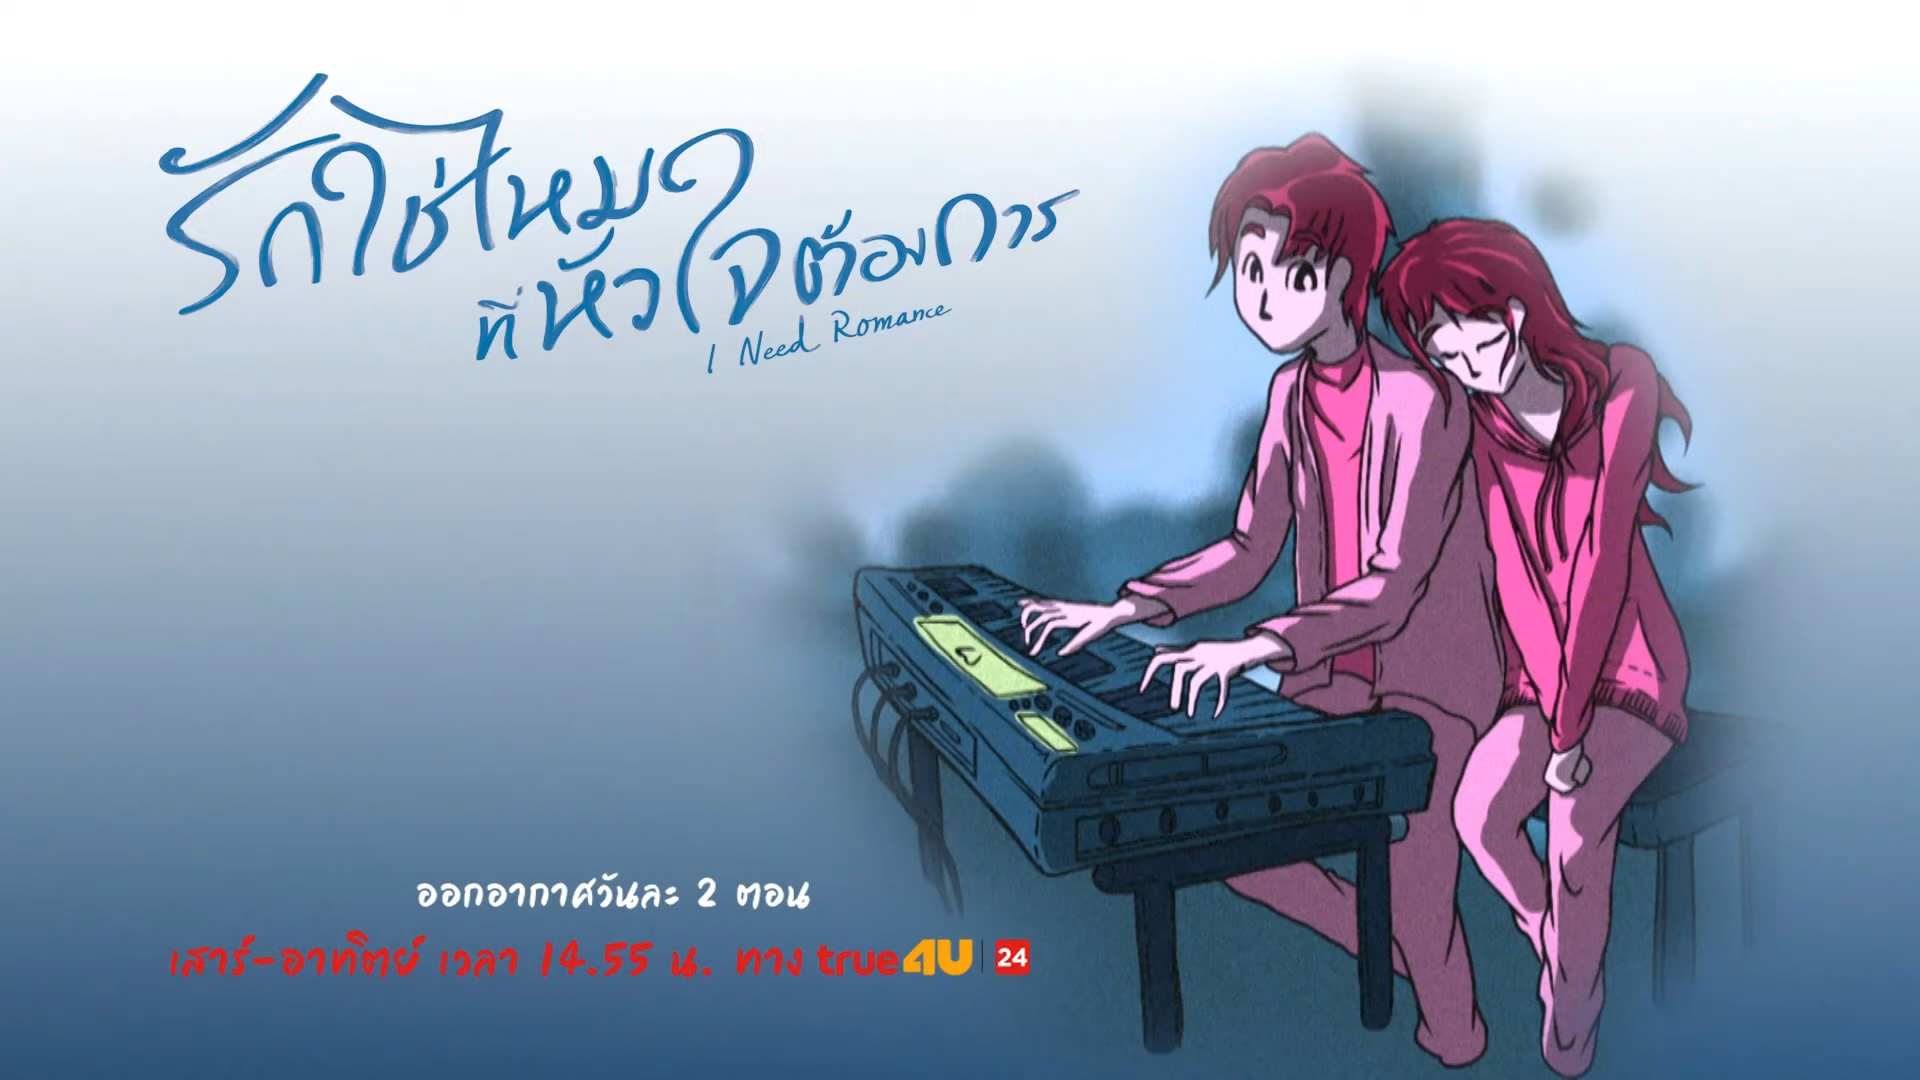 รักใช่ไหม
ที่หัวใจต้องการ
I Need Romance
ออกอากาศวันละ 2 ตอน
เสาร์-อาทิตย์ เวลา 14.55 น. ทาง true4U 24